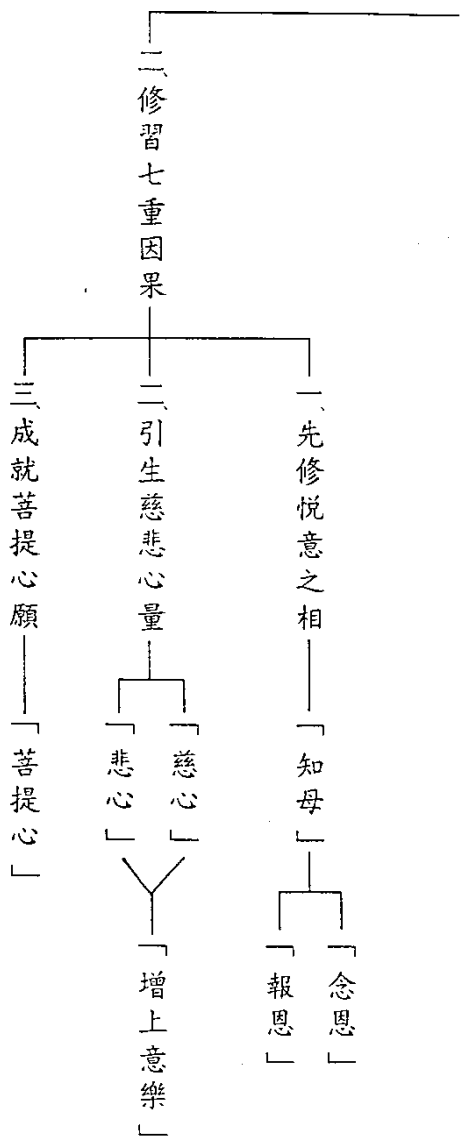 二、修習七重因果
一、先修悅意之相
「知母」
「念恩」
「報恩」
二、引生慈悲心量
「慈心」
「悲心」
「增上意樂」
三、成就菩提心願
「菩提心」